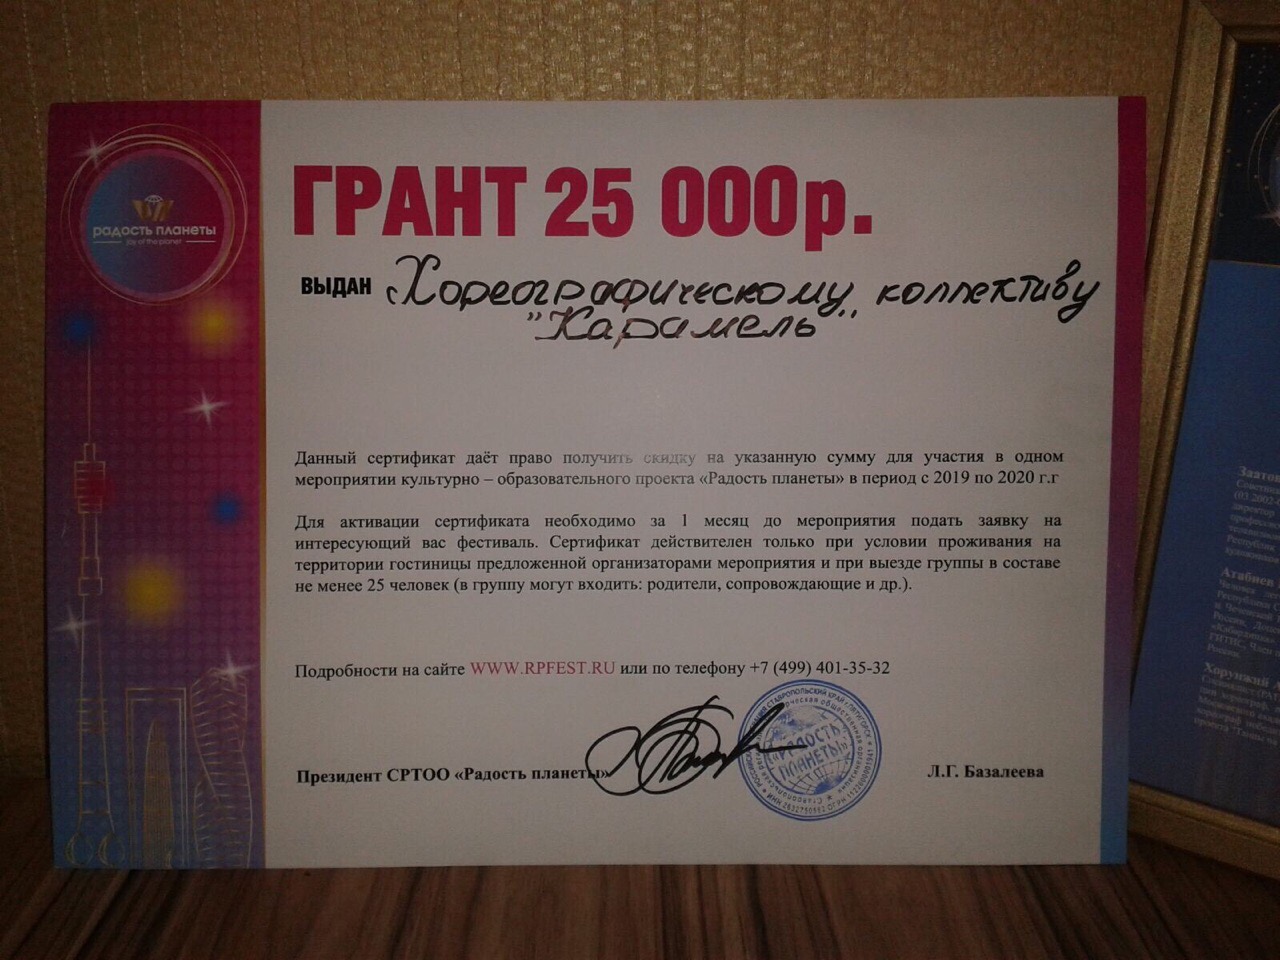 радость планеты
joy of the planet
ГРАНТ 25 000р.
ВЫДАН Хореографическому коллективу
"Карамель"
Данный сертификат даёт право получить скидку на указанную сумму для участия в одном
мероприятии культурно – образовательного проекта «Радость планеты» в период с 2019 по 2020 г.г
Для активации сертификата необходимо за 1 месяц до мероприятия подать заявку на
интересующий вас фестиваль. Сертификат действителен только при условии проживания на
территории гостиницы предложенной организаторами мероприятия и при выезде группы в составе
не менее 25 человек (в группу могут входить: родители, сопровождающие и др.).
Подробности на сайте WWW.RPFEST.RU или по телефону +7 (499) 401-35-32
Президент СРТОО «Радость планеты»
«РАДОСТЬ
ПЛАНЕТЫ»
Л.Г. Базалеева
Атабиев
Хорунжий